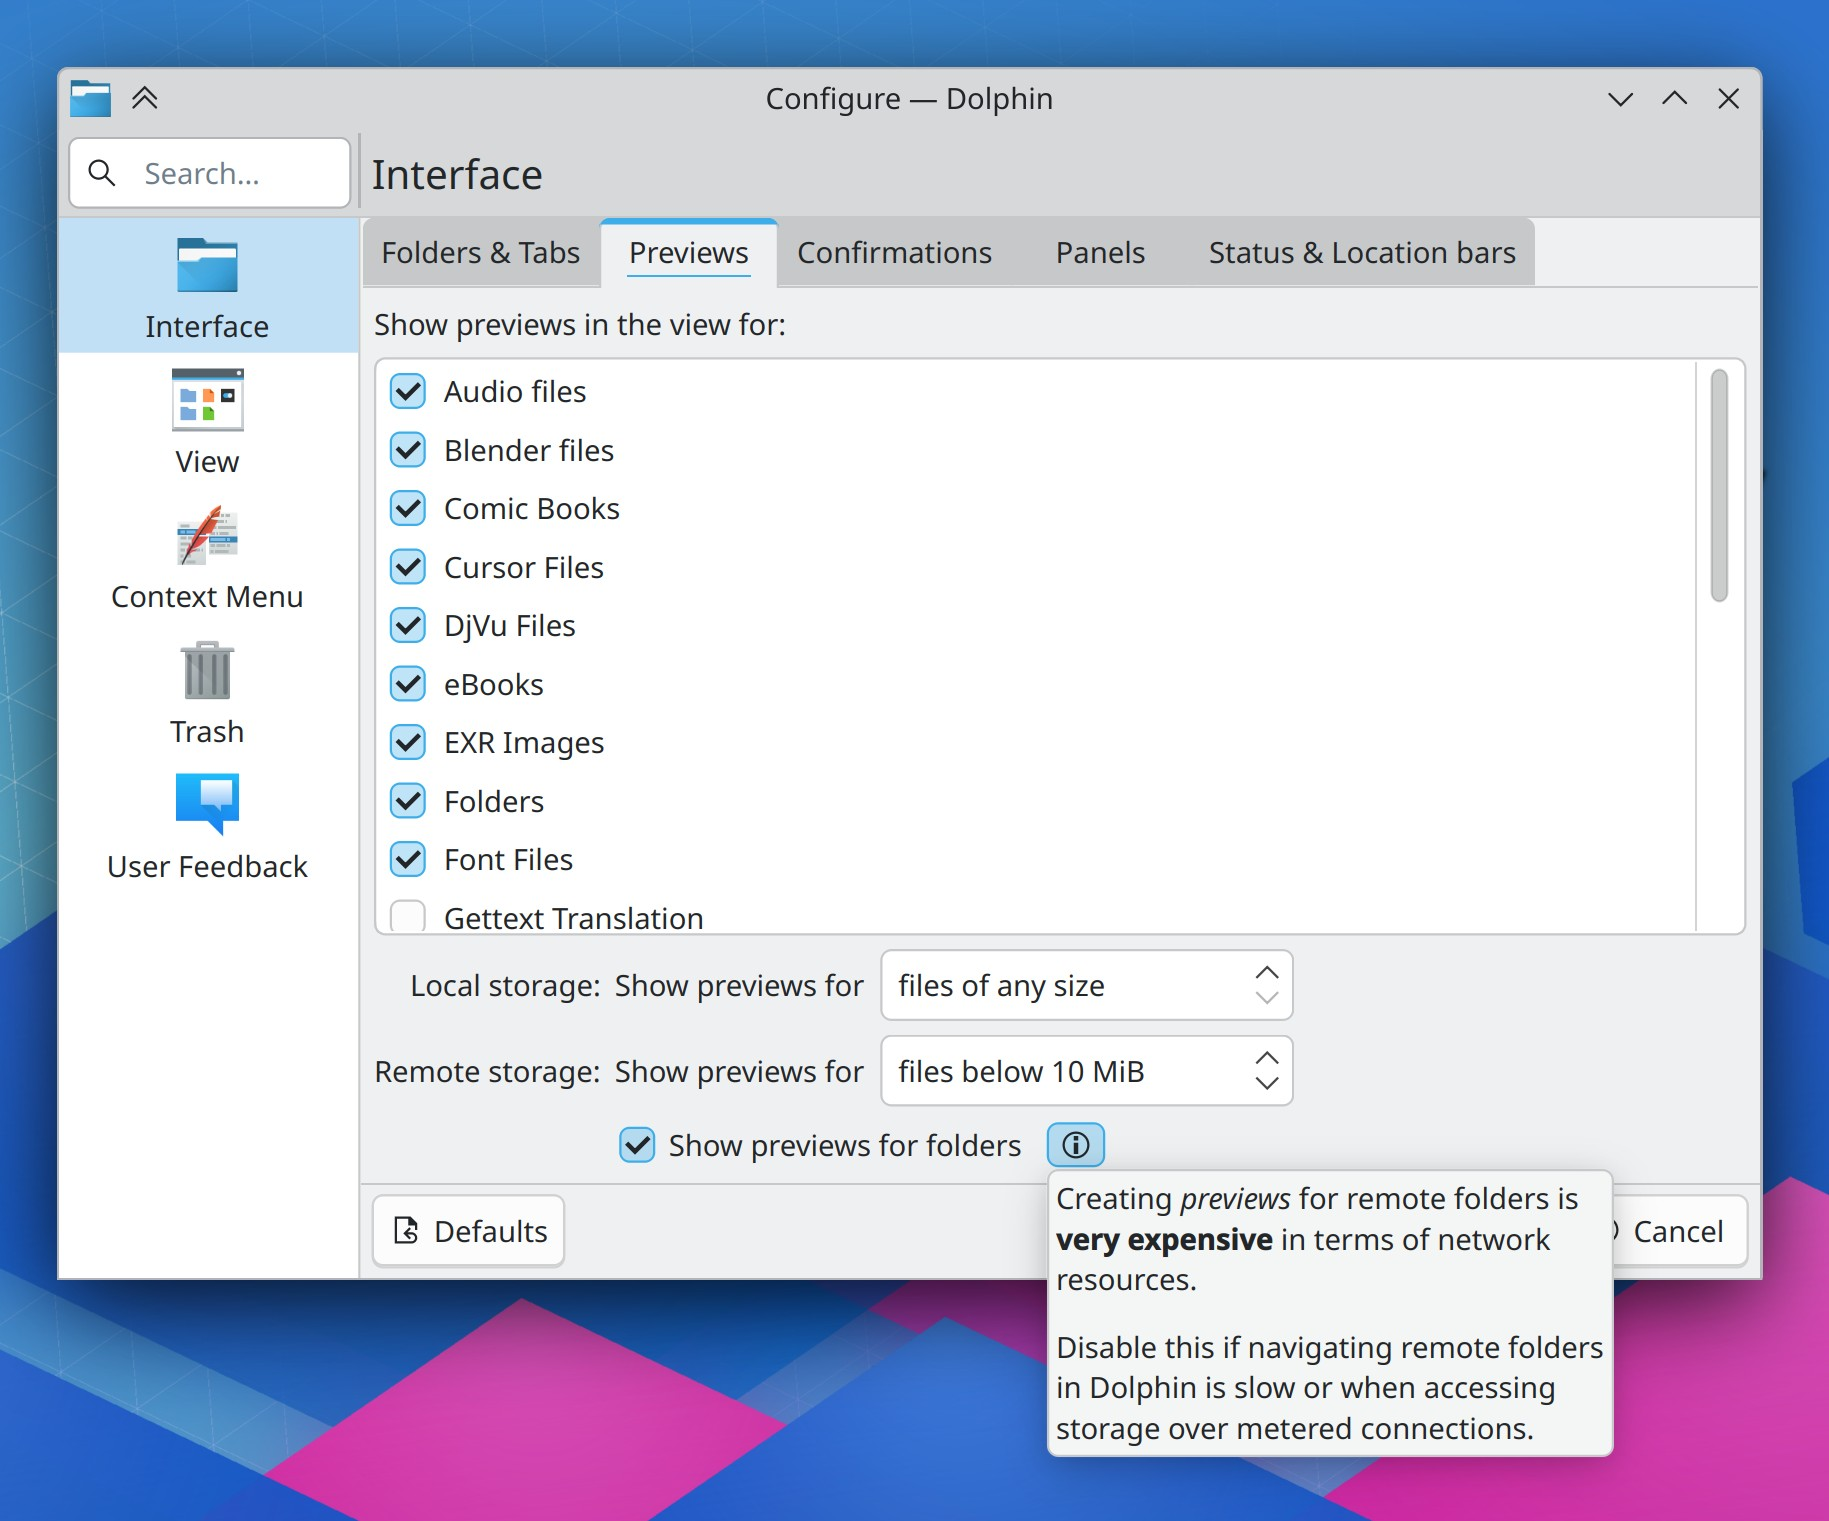 Configure — Dolphin
Search...
Interface
Interface
View
Context Menu
Trash
User Feedback
Folders & Tabs
Previews
Confirmations
Panels
Status & Location bars
Show previews in the view for:
Audio files
Blender files
Comic Books
Cursor Files
DjVu Files
eBooks
EXR Images
Folders
Font Files
Gettext Translation
Local storage: Show previews for files of any size
Remote storage: Show previews for files below 10 MiB
Show previews for folders
Defaults
Cancel
Creating previews for remote folders is
very expensive in terms of network
resources.
Disable this if navigating remote folders
in Dolphin is slow or when accessing
storage over metered connections.